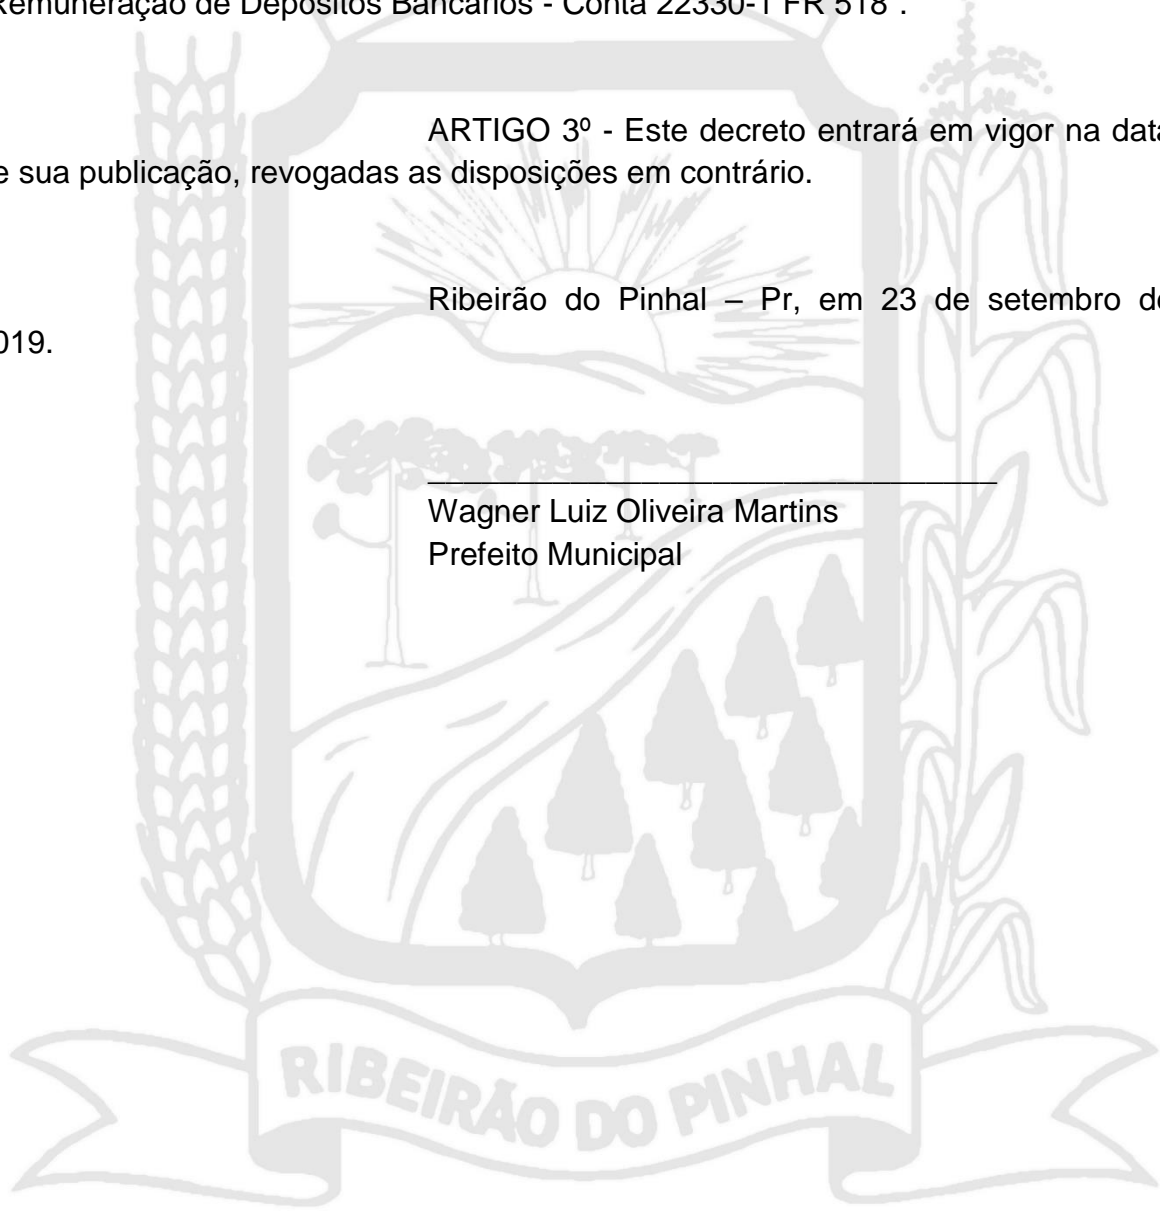 Remuneração de Depósitos Bancários - Conta 22330-1 FR 518".
ARTIGO 3º - Este decreto entrará em vigor na data
e sua publicação, revogadas as disposições em contrário.
Ribeirão do Pinhal – Pr, em 23 de setembro de
019.
Wagner Luiz Oliveira Martins
Prefeito Municipal
RIBEIRÃO DO PINHAL